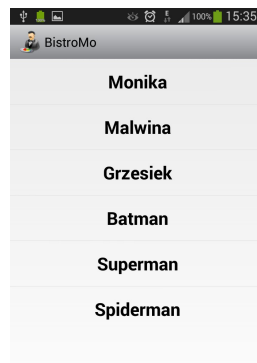 100% 15:35
BistroMo
Monika
Malwina
Grzesiek
Batman
Superman
Spiderman